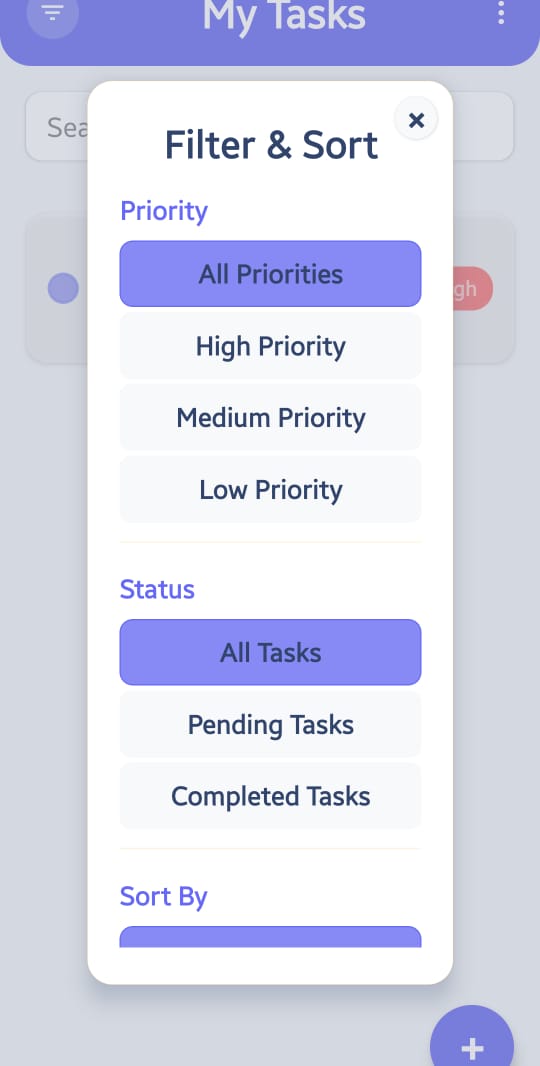 My Tasks
Sea
×
Filter & Sort
Priority
All Priorities
High Priority
gh
Medium Priority
Low Priority
Status
All Tasks
Pending Tasks
Completed Tasks
Sort By
+